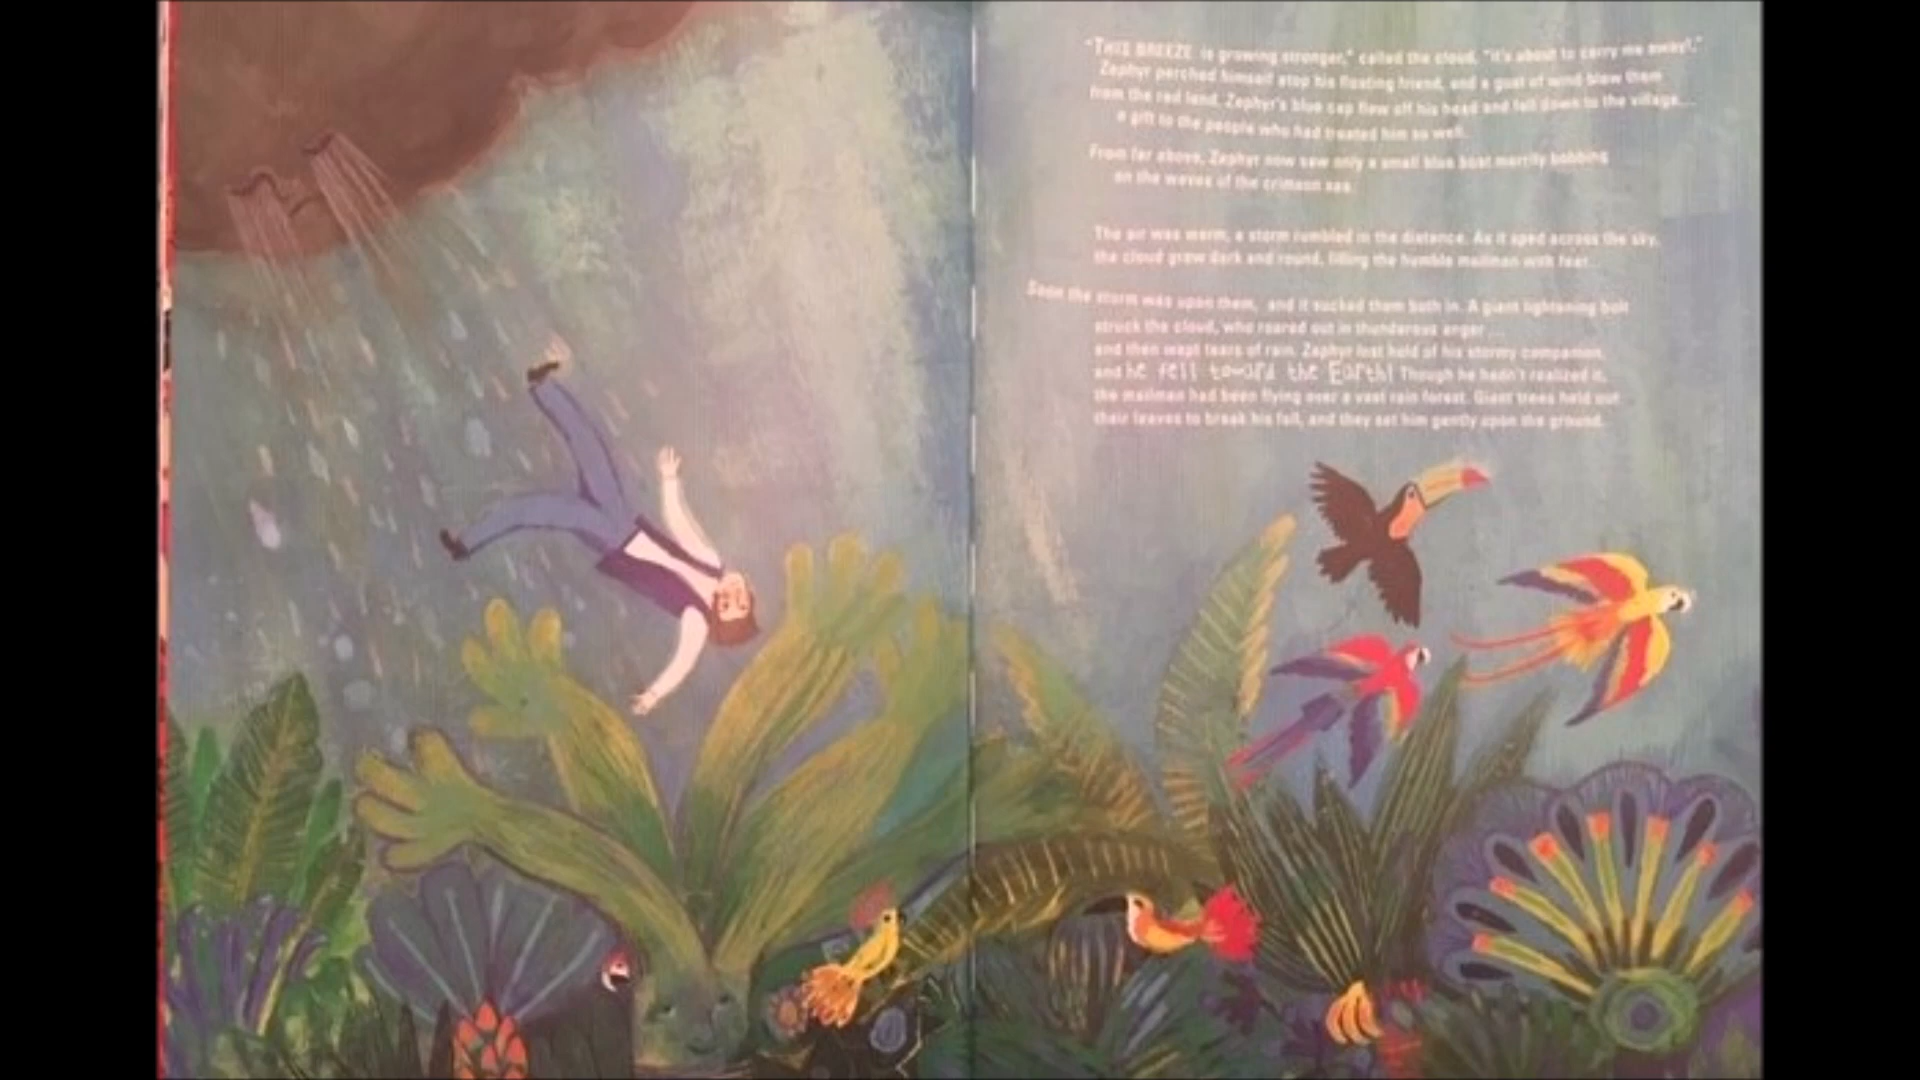 "THIS BREEZE is growing stronger," called the cloud, "it's about to carry me away!."
Zephyr perched himself atop his floating friend, and a gust of wind blew them
from the red land. Zephyr's blue cap flew off his head and fell down to the village...
a gift to the people who had treated him so well.
From far above, Zephyr now saw only a small blue boat merrily bobbing
on the waves of the crimson sea.
The air was warm, a storm rumbled in the distance. As it sped across the sky,
the cloud grew dark and round, filling the humble mailman with fear.
Soon the storm was upon them, and it sucked them both in. A giant lightening bolt
struck the cloud, who roared out in thunderous anger...
and then wept tears of rain. Zephyr lost hold of his stormy companion,
and he fell toward the Earth! Though he hadn't realized it,
the mailman had been flying over a vast rain forest. Giant trees held out
their leaves to break his fall, and they set him gently upon the ground.